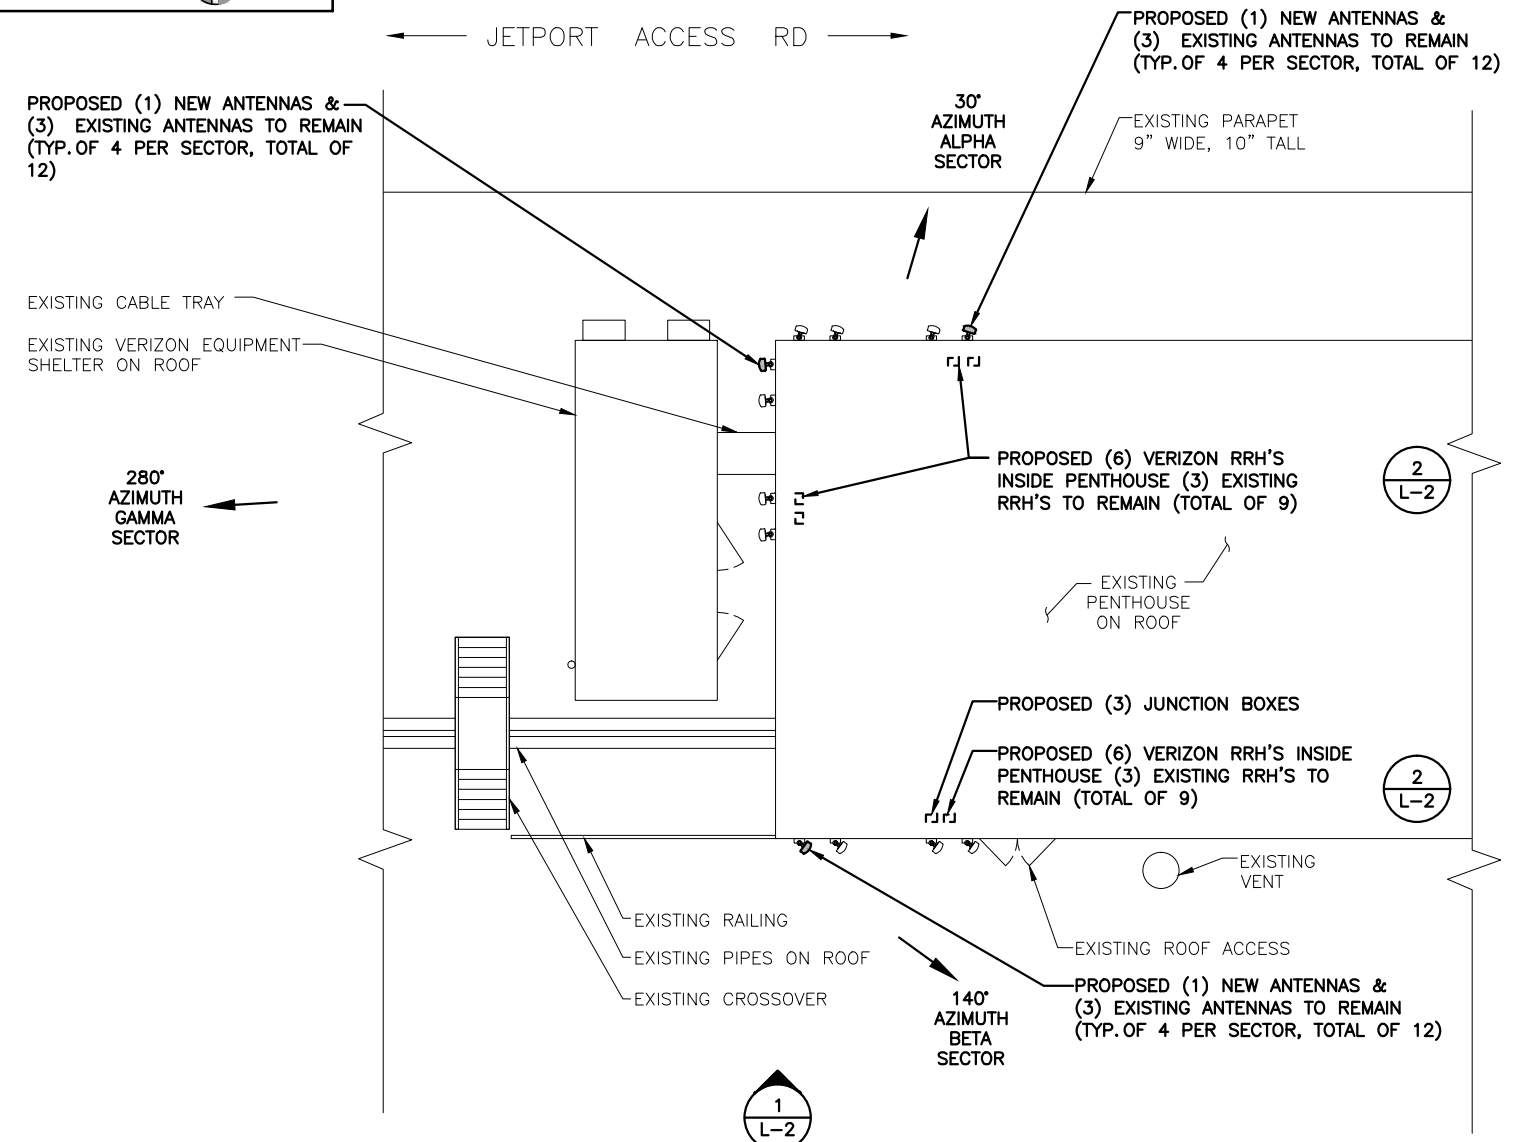 JETPORT ACCESS RD
PROPOSED (1) NEW ANTENNAS &
(3) EXISTING ANTENNAS TO REMAIN
(TYP. OF 4 PER SECTOR, TOTAL OF 12)
PROPOSED (1) NEW ANTENNAS &
(3) EXISTING ANTENNAS TO REMAIN
(TYP. OF 4 PER SECTOR, TOTAL OF
12)
30°
AZIMUTH
ALPHA
SECTOR
EXISTING PARAPET
9" WIDE, 10" TALL
EXISTING CABLE TRAY
EXISTING VERIZON EQUIPMENT
SHELTER ON ROOF
280°
AZIMUTH
GAMMA
SECTOR
PROPOSED (6) VERIZON RRH'S
INSIDE PENTHOUSE (3) EXISTING
RRH'S TO REMAIN (TOTAL OF 9)
2
L-2
EXISTING
PENTHOUSE
ON ROOF
PROPOSED (3) JUNCTION BOXES
PROPOSED (6) VERIZON RRH'S INSIDE
PENTHOUSE (3) EXISTING RRH'S TO
REMAIN (TOTAL OF 9)
2
L-2
EXISTING
VENT
EXISTING RAILING
EXISTING PIPES ON ROOF
EXISTING CROSSOVER
EXISTING ROOF ACCESS
140°
AZIMUTH
BETA
SECTOR
PROPOSED (1) NEW ANTENNAS &
(3) EXISTING ANTENNAS TO REMAIN
(TYP. OF 4 PER SECTOR, TOTAL OF 12)
1
L-2